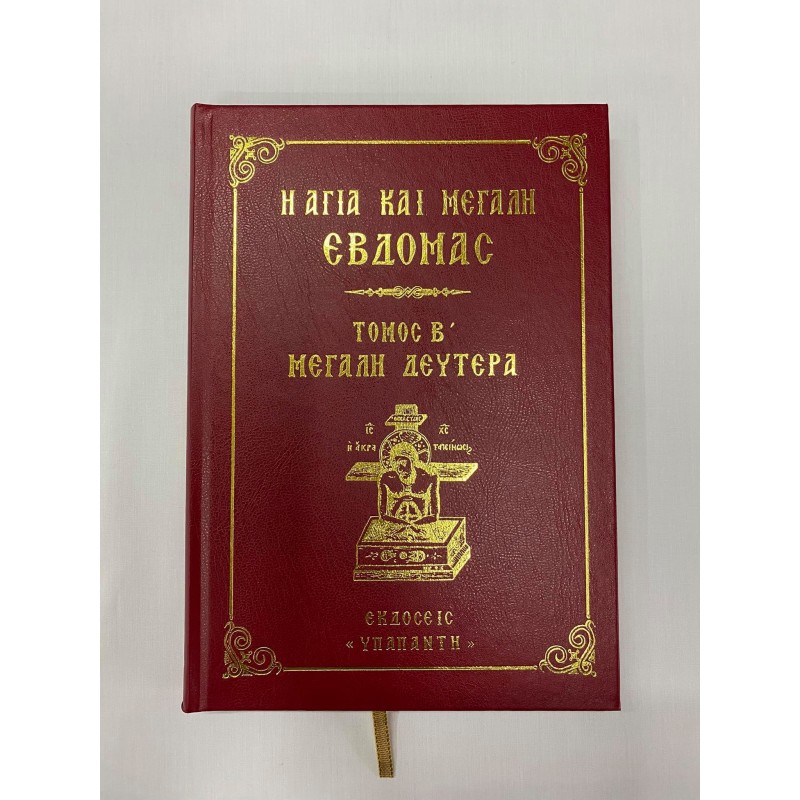 Η ΑΓΙΑ ΚΑΙ ΜΕΓΑΛΗ
ΕΒΔΟΜΑΣ
ΤΟΜΟΣ Β΄
ΜΕΓΑΛΗ ΔΕΥΤΕΡΑ
ΙΣ ΧΣ
Η ΑΚΡΑ ΤΑΠΕΙΝΩΣΙΣ
ΕΚΔΟΣΕΙΣ
« ΥΠΑΠΑΝΤΗ »